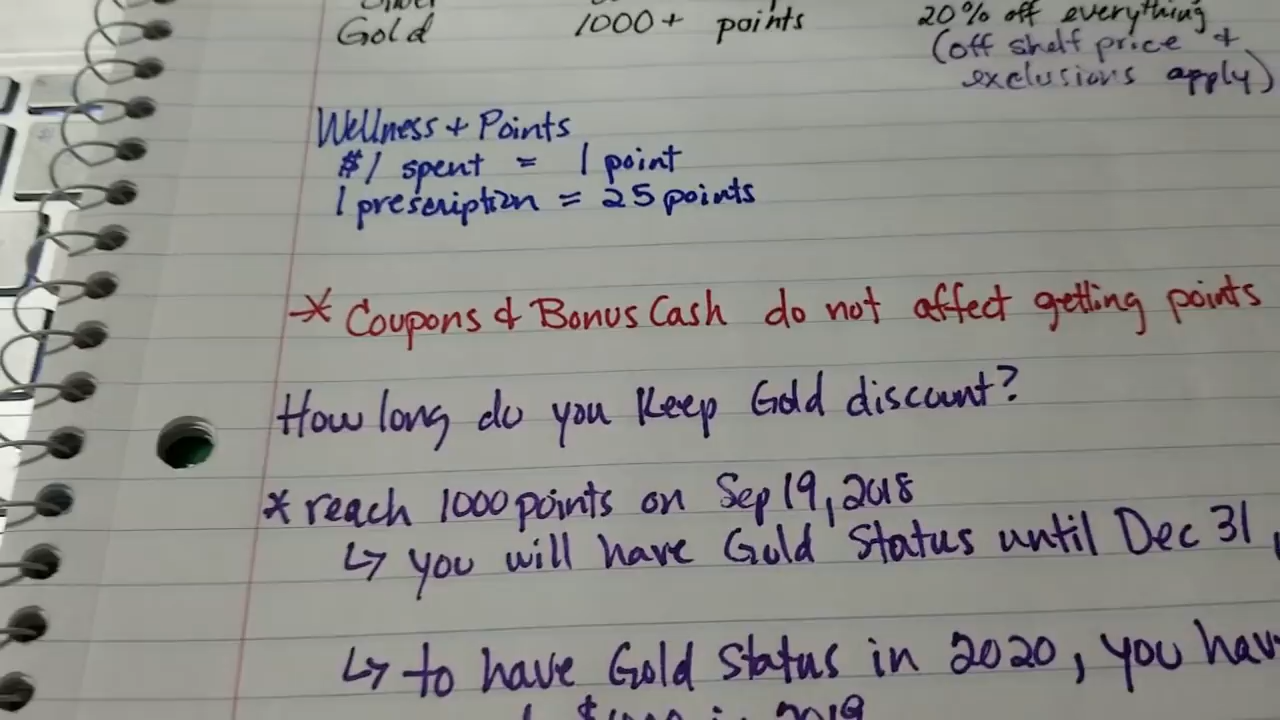 Gold 1000+ points 20% off everything
(off shelf price +
exclusions apply)
Wellness + Points
$1 spent = 1 point
1 prescription = 25 points
* Coupons & Bonus Cash do not affect getting points
How long do you keep Gold discount?
* reach 1000 points on Sep 19, 2018
↳ you will have Gold Status until Dec 31
↳ to have Gold Status in 2020, you hav
in 2019